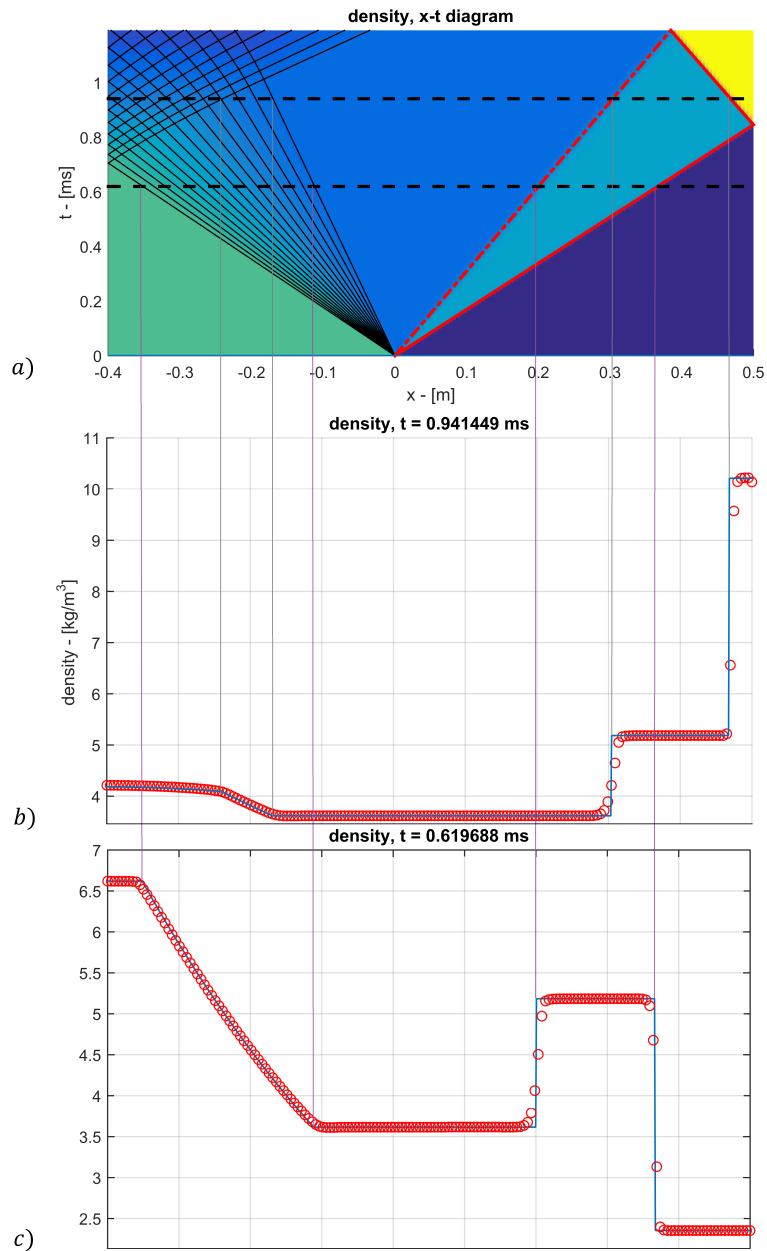 density, x-t diagram
1
0.8
0.6
0.4
0.2
0
t - [ms]
-0.4 -0.3 -0.2 -0.1 0 0.1 0.2 0.3 0.4 0.5
x - [m]
a)
density, t = 0.941449 ms
11
10
9
8
7
6
5
4
density - [kg/m³]
b)
density, t = 0.619688 ms
7
6.5
6
5.5
5
4.5
4
3.5
3
2.5
c)